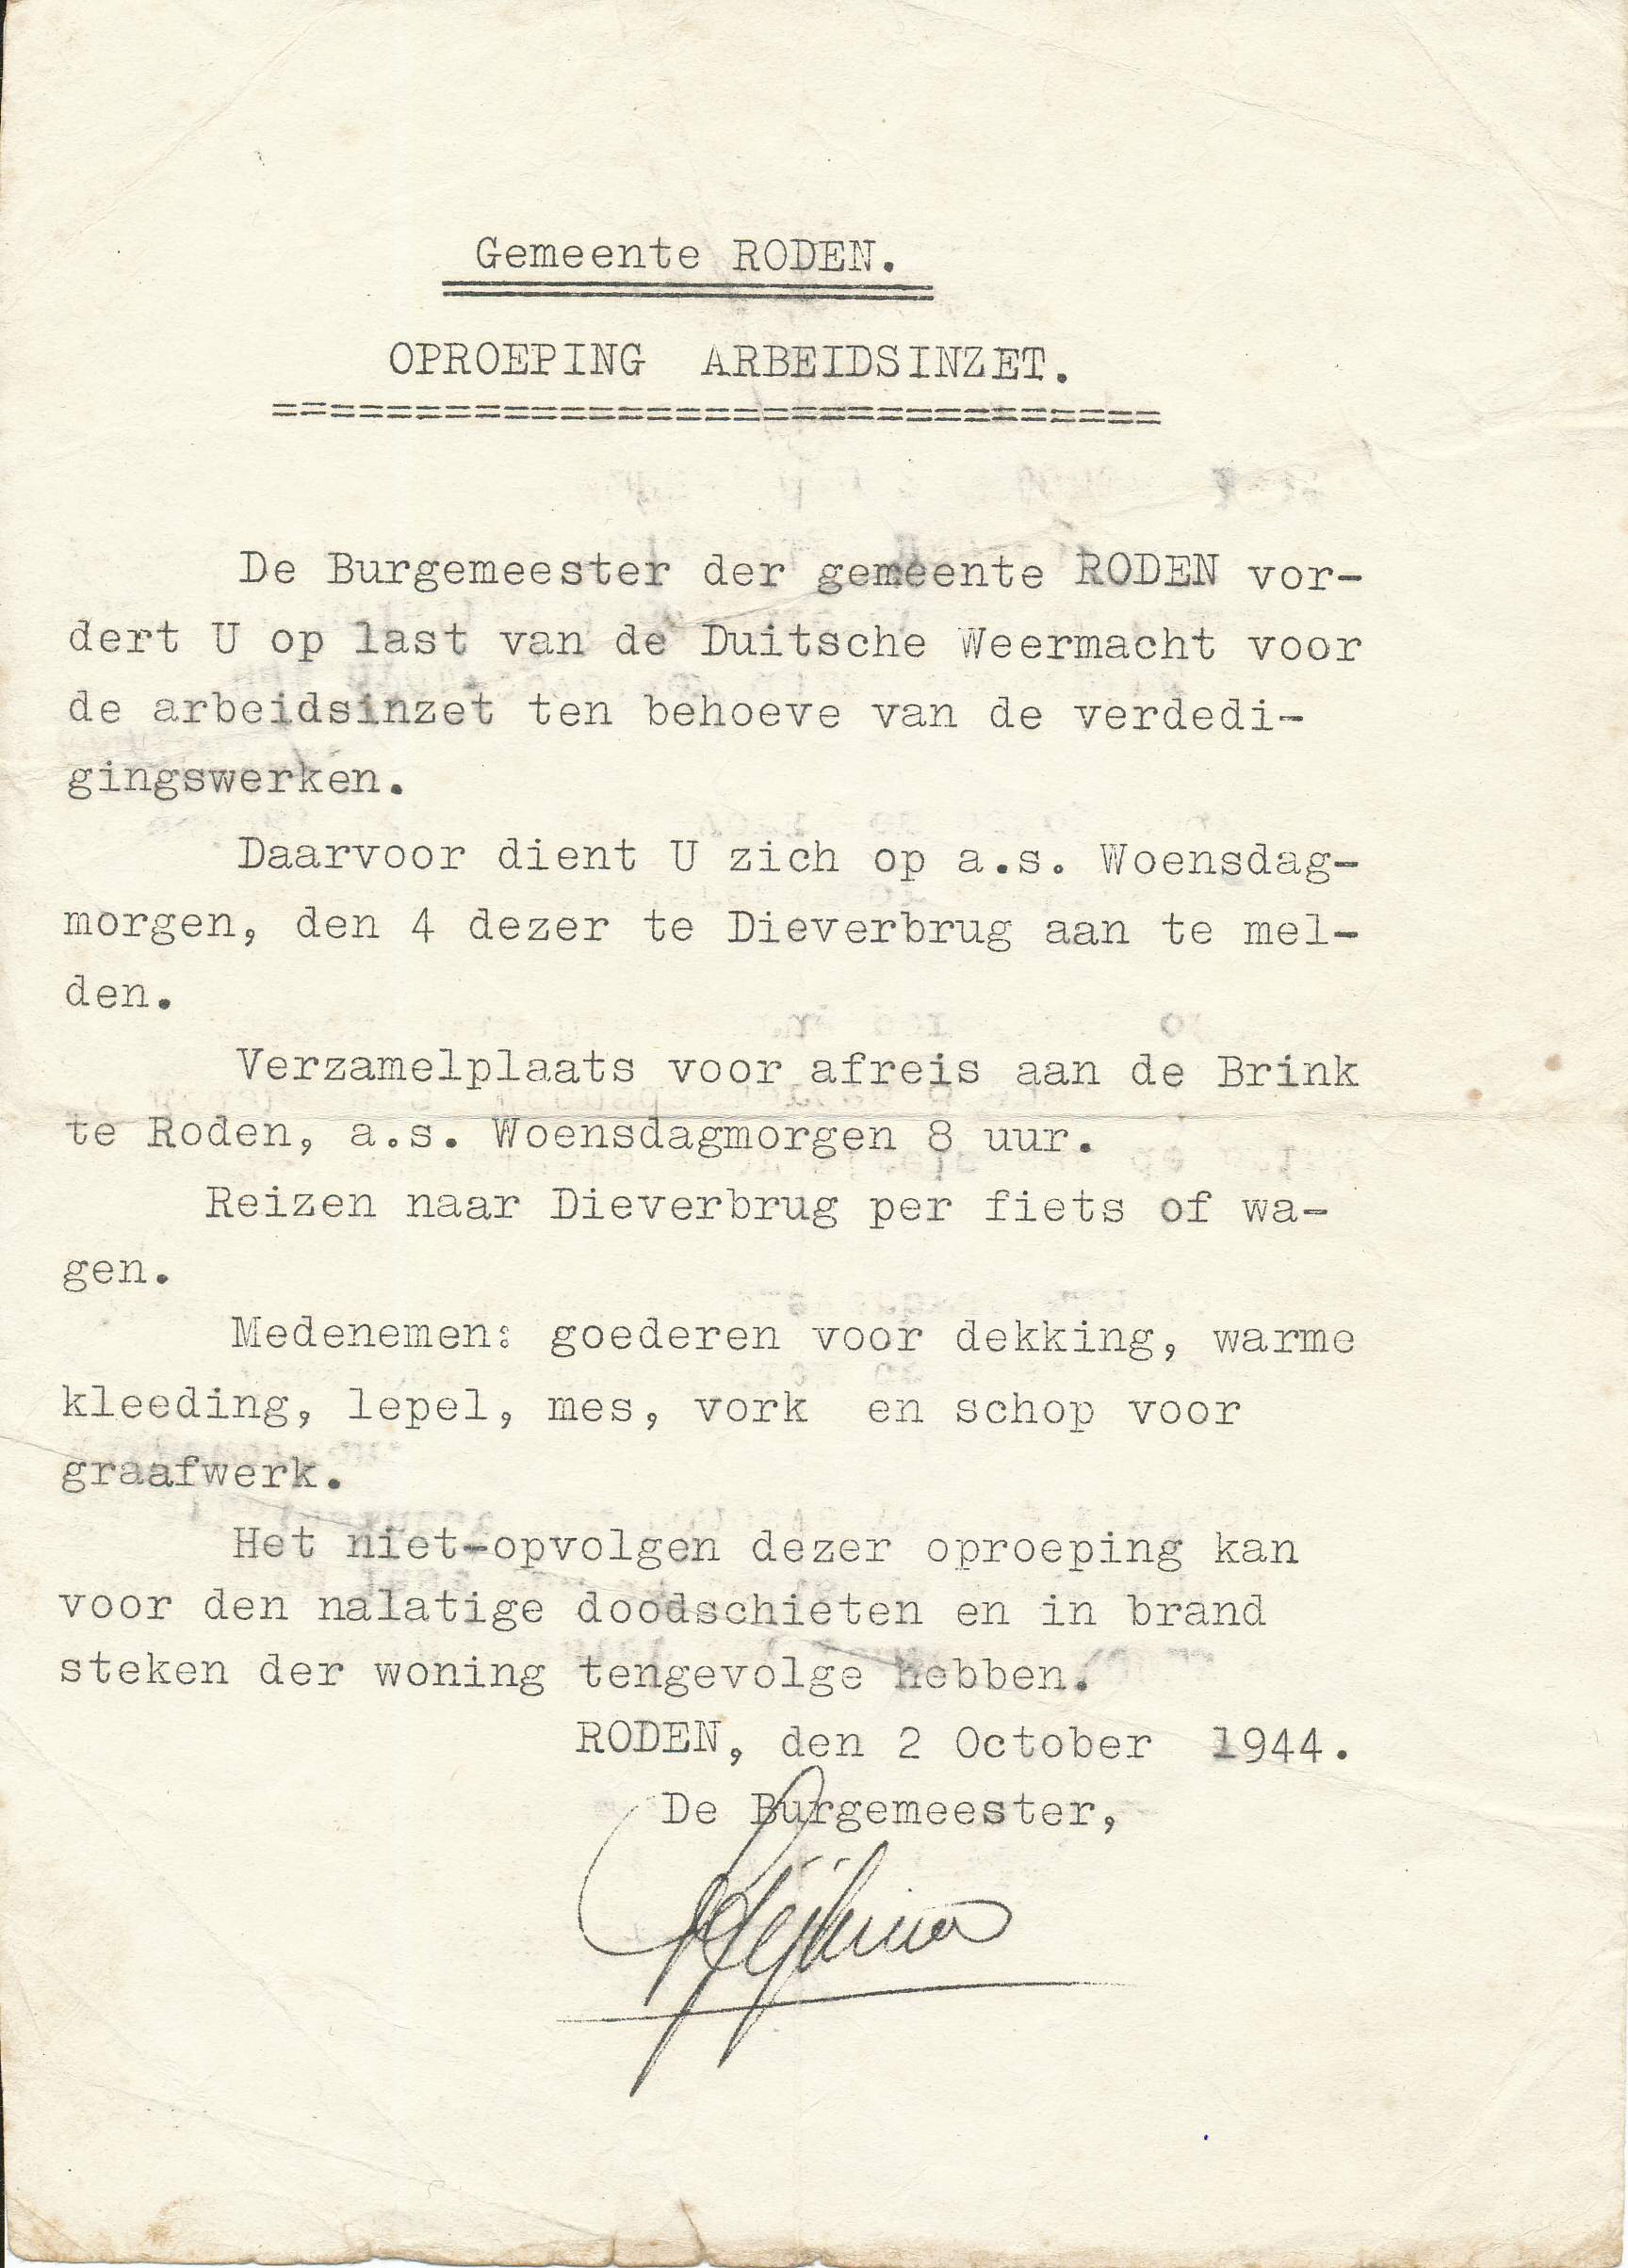 Gemeente RODEN.
OPROEPING ARBEIDSINZET.
===============================
De Burgemeester der gemeente RODEN vor-
dert U op last van de Duitsche Weermacht voor
de arbeidsinzet ten behoeve van de verdedi-
gingswerken.
Daarvoor dient U zich op a.s. Woensdag-
morgen, den 4 dezer te Dieverbrug aan te mel-
den.
Verzamelplaats voor afreis aan de Brink
te Roden, a.s. Woensdagmorgen 8 uur.
Reizen naar Dieverbrug per fiets of wa-
gen.
Medenemen: goederen voor dekking, warme
kleeding, lepel, mes, vork en schop voor
graafwerk.
Het niet-opvolgen dezer oproeping kan
voor den nalatige doodschieten en in brand
steken der woning tengevolge hebben.
RODEN, den 2 October 1944.
De Burgemeester,